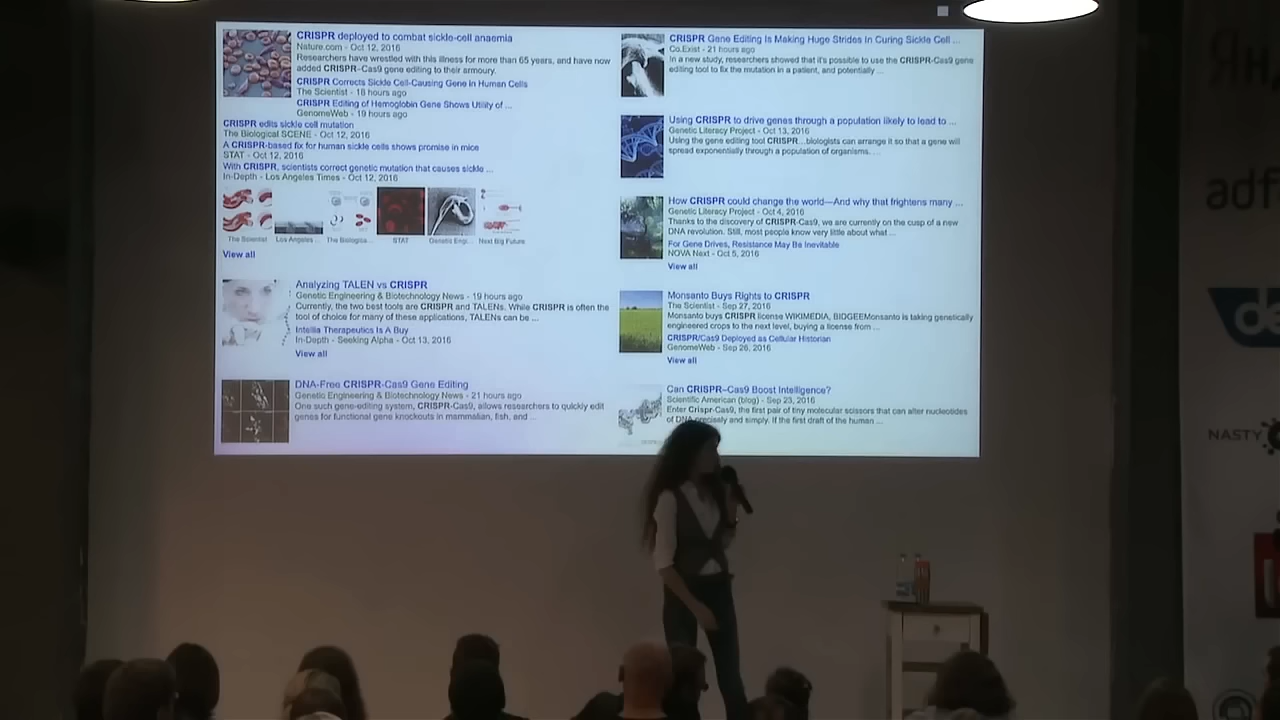 CRISPR deployed to combat sickle-cell anaemia
Nature.com - Oct 12, 2016
Researchers have wrestled with this illness for more than 65 years, and have now
added CRISPR–Cas9 gene editing to their armoury.
CRISPR Corrects Sickle Cell-Causing Gene in Human Cells
The Scientist - 18 hours ago
CRISPR Editing of Hemoglobin Gene Shows Utility of ...
GenomeWeb - 19 hours ago
CRISPR edits sickle cell mutation
The Biological SCENE - Oct 12, 2016
A CRISPR-based fix for human sickle cells shows promise in mice
STAT - Oct 12, 2016
With CRISPR, scientists correct genetic mutation that causes sickle ...
In-Depth - Los Angeles Times - Oct 12, 2016
The Scientist Los Angeles ... The Biologica... STAT Genetic Engi... Next Big Future
View all
Analyzing TALEN vs CRISPR
Genetic Engineering & Biotechnology News - 19 hours ago
Currently, the two best tools are CRISPR and TALENs. While CRISPR is often the
tool of choice for many of these applications, TALENs can be ...
Intellia Therapeutics Is A Buy
In-Depth - Seeking Alpha - Oct 13, 2016
View all
DNA-Free CRISPR-Cas9 Gene Editing
Genetic Engineering & Biotechnology News - 21 hours ago
One such gene-editing system, CRISPR-Cas9, allows researchers to quickly edit
genes for functional gene knockouts in mammalian, fish, and ...
CRISPR Gene Editing Is Making Huge Strides In Curing Sickle Cell ...
Co.Exist - 21 hours ago
In a new study, researchers showed that it's possible to use the CRISPR-Cas9 gene
editing tool to fix the mutation in a patient, and potentially ...
Using CRISPR to drive genes through a population likely to lead to ...
Genetic Literacy Project - Oct 13, 2016
Using the gene editing tool CRISPR...biologists can arrange it so that a gene will
spread exponentially through a population of organisms. ...
How CRISPR could change the world—And why that frightens many ...
Genetic Literacy Project - Oct 4, 2016
Thanks to the discovery of CRISPR-Cas9, we are currently on the cusp of a new
DNA revolution. Still, most people know very little about what ...
For Gene Drives, Resistance May Be Inevitable
NOVA Next - Oct 5, 2016
View all
Monsanto Buys Rights to CRISPR
The Scientist - Sep 27, 2016
Monsanto buys CRISPR license WIKIMEDIA, BIDGEEMonsanto is taking genetically
engineered crops to the next level, buying a license from ...
CRISPR/Cas9 Deployed as Cellular Historian
GenomeWeb - Sep 26, 2016
View all
Can CRISPR–Cas9 Boost Intelligence?
Scientific American (blog) - Sep 23, 2016
Enter Crispr-Cas9, the first pair of tiny molecular scissors that can alter nucleotides
of DNA precisely and simply. If the first draft of the human ...
adf
NASTY